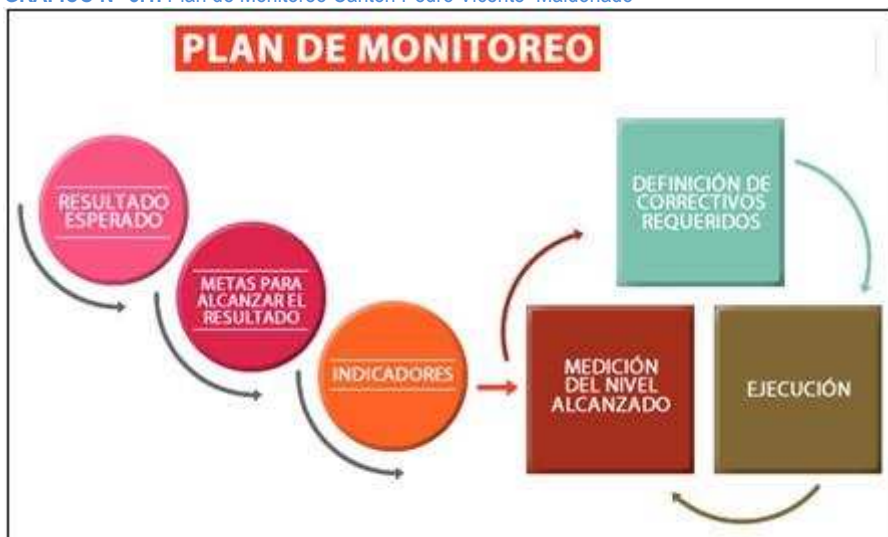 Plan de Monitoreo Cantón Pedro Vicente Maldonado
PLAN DE MONITOREO
RESULTADO
ESPERADO
METAS PARA
ALCANZAR EL
RESULTADO
INDICADORES
DEFINICIÓN DE
CORRECTIVOS
REQUERIDOS
MEDICIÓN
DEL NIVEL
ALCANZADO
EJECUCIÓN